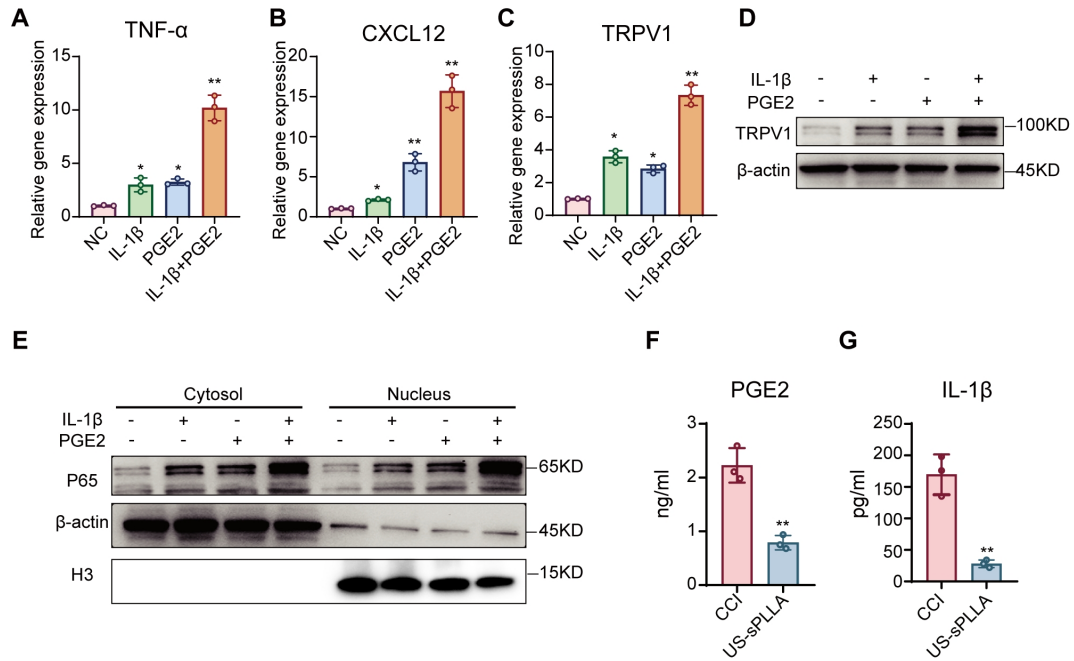 A
TNF-α
Relative gene expression
15
10
5
0
*
*
**
NC
IL-1β
PGE2
IL-1β+PGE2
B
CXCL12
Relative gene expression
20
15
10
5
0
*
**
**
NC
IL-1β
PGE2
IL-1β+PGE2
C
TRPV1
Relative gene expression
10
8
6
4
2
0
*
*
**
NC
IL-1β
PGE2
IL-1β+PGE2
D
IL-1β - + - +
PGE2 - - + +
TRPV1
100KD
β-actin
45KD
E
Cytosol Nucleus
IL-1β - + - + - + - +
PGE2 - - + + - - + +
P65
65KD
β-actin
45KD
H3
15KD
F
PGE2
ng/ml
3
2
1
0
**
CCI
US-sPLLA
G
IL-1β
pg/ml
250
200
150
100
50
0
**
CCI
US-sPLLA